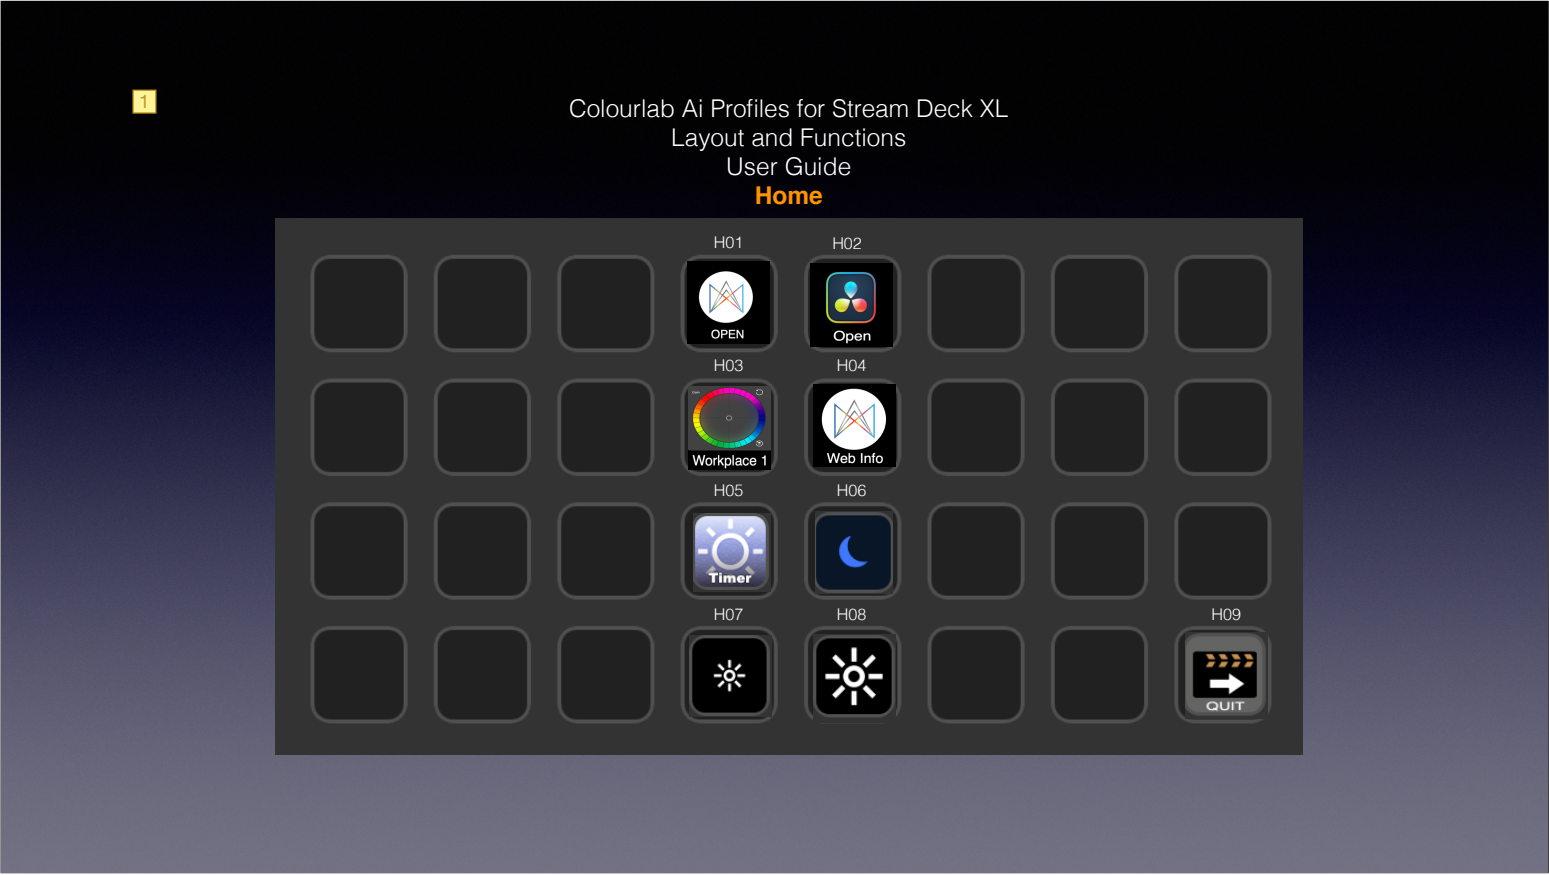 1
Colourlab Ai Profiles for Stream Deck XL
Layout and Functions
User Guide
Home
H01
H02
OPEN
Open
H03
H04
Workplace 1
Web Info
H05
H06
Timer
H07
H08
H09
QUIT